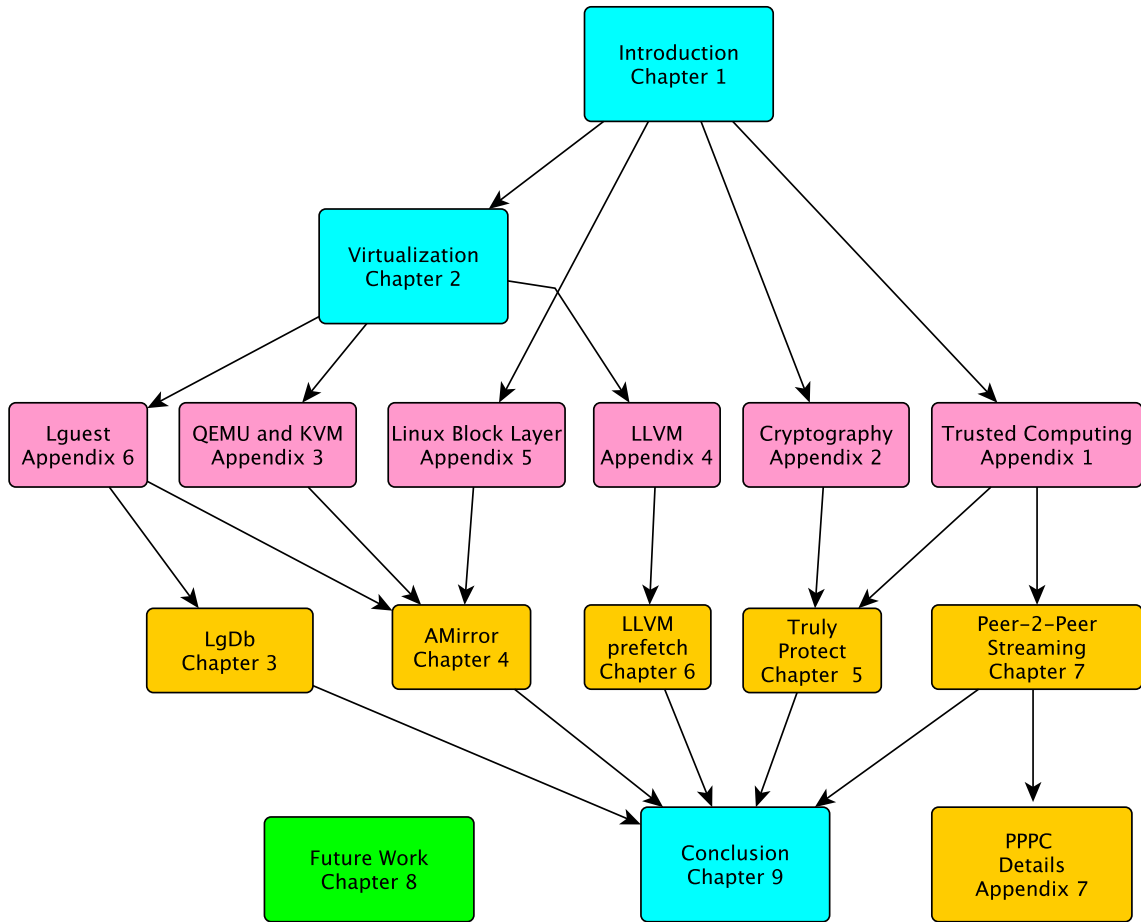 Introduction
Chapter 1
Virtualization
Chapter 2
Lguest
Appendix 6
QEMU and KVM
Appendix 3
Linux Block Layer
Appendix 5
LLVM
Appendix 4
Cryptography
Appendix 2
Trusted Computing
Appendix 1
LgDb
Chapter 3
AMirror
Chapter 4
LLVM
prefetch
Chapter 6
Truly
Protect
Chapter 5
Peer-2-Peer
Streaming
Chapter 7
Future Work
Chapter 8
Conclusion
Chapter 9
PPPC
Details
Appendix 7